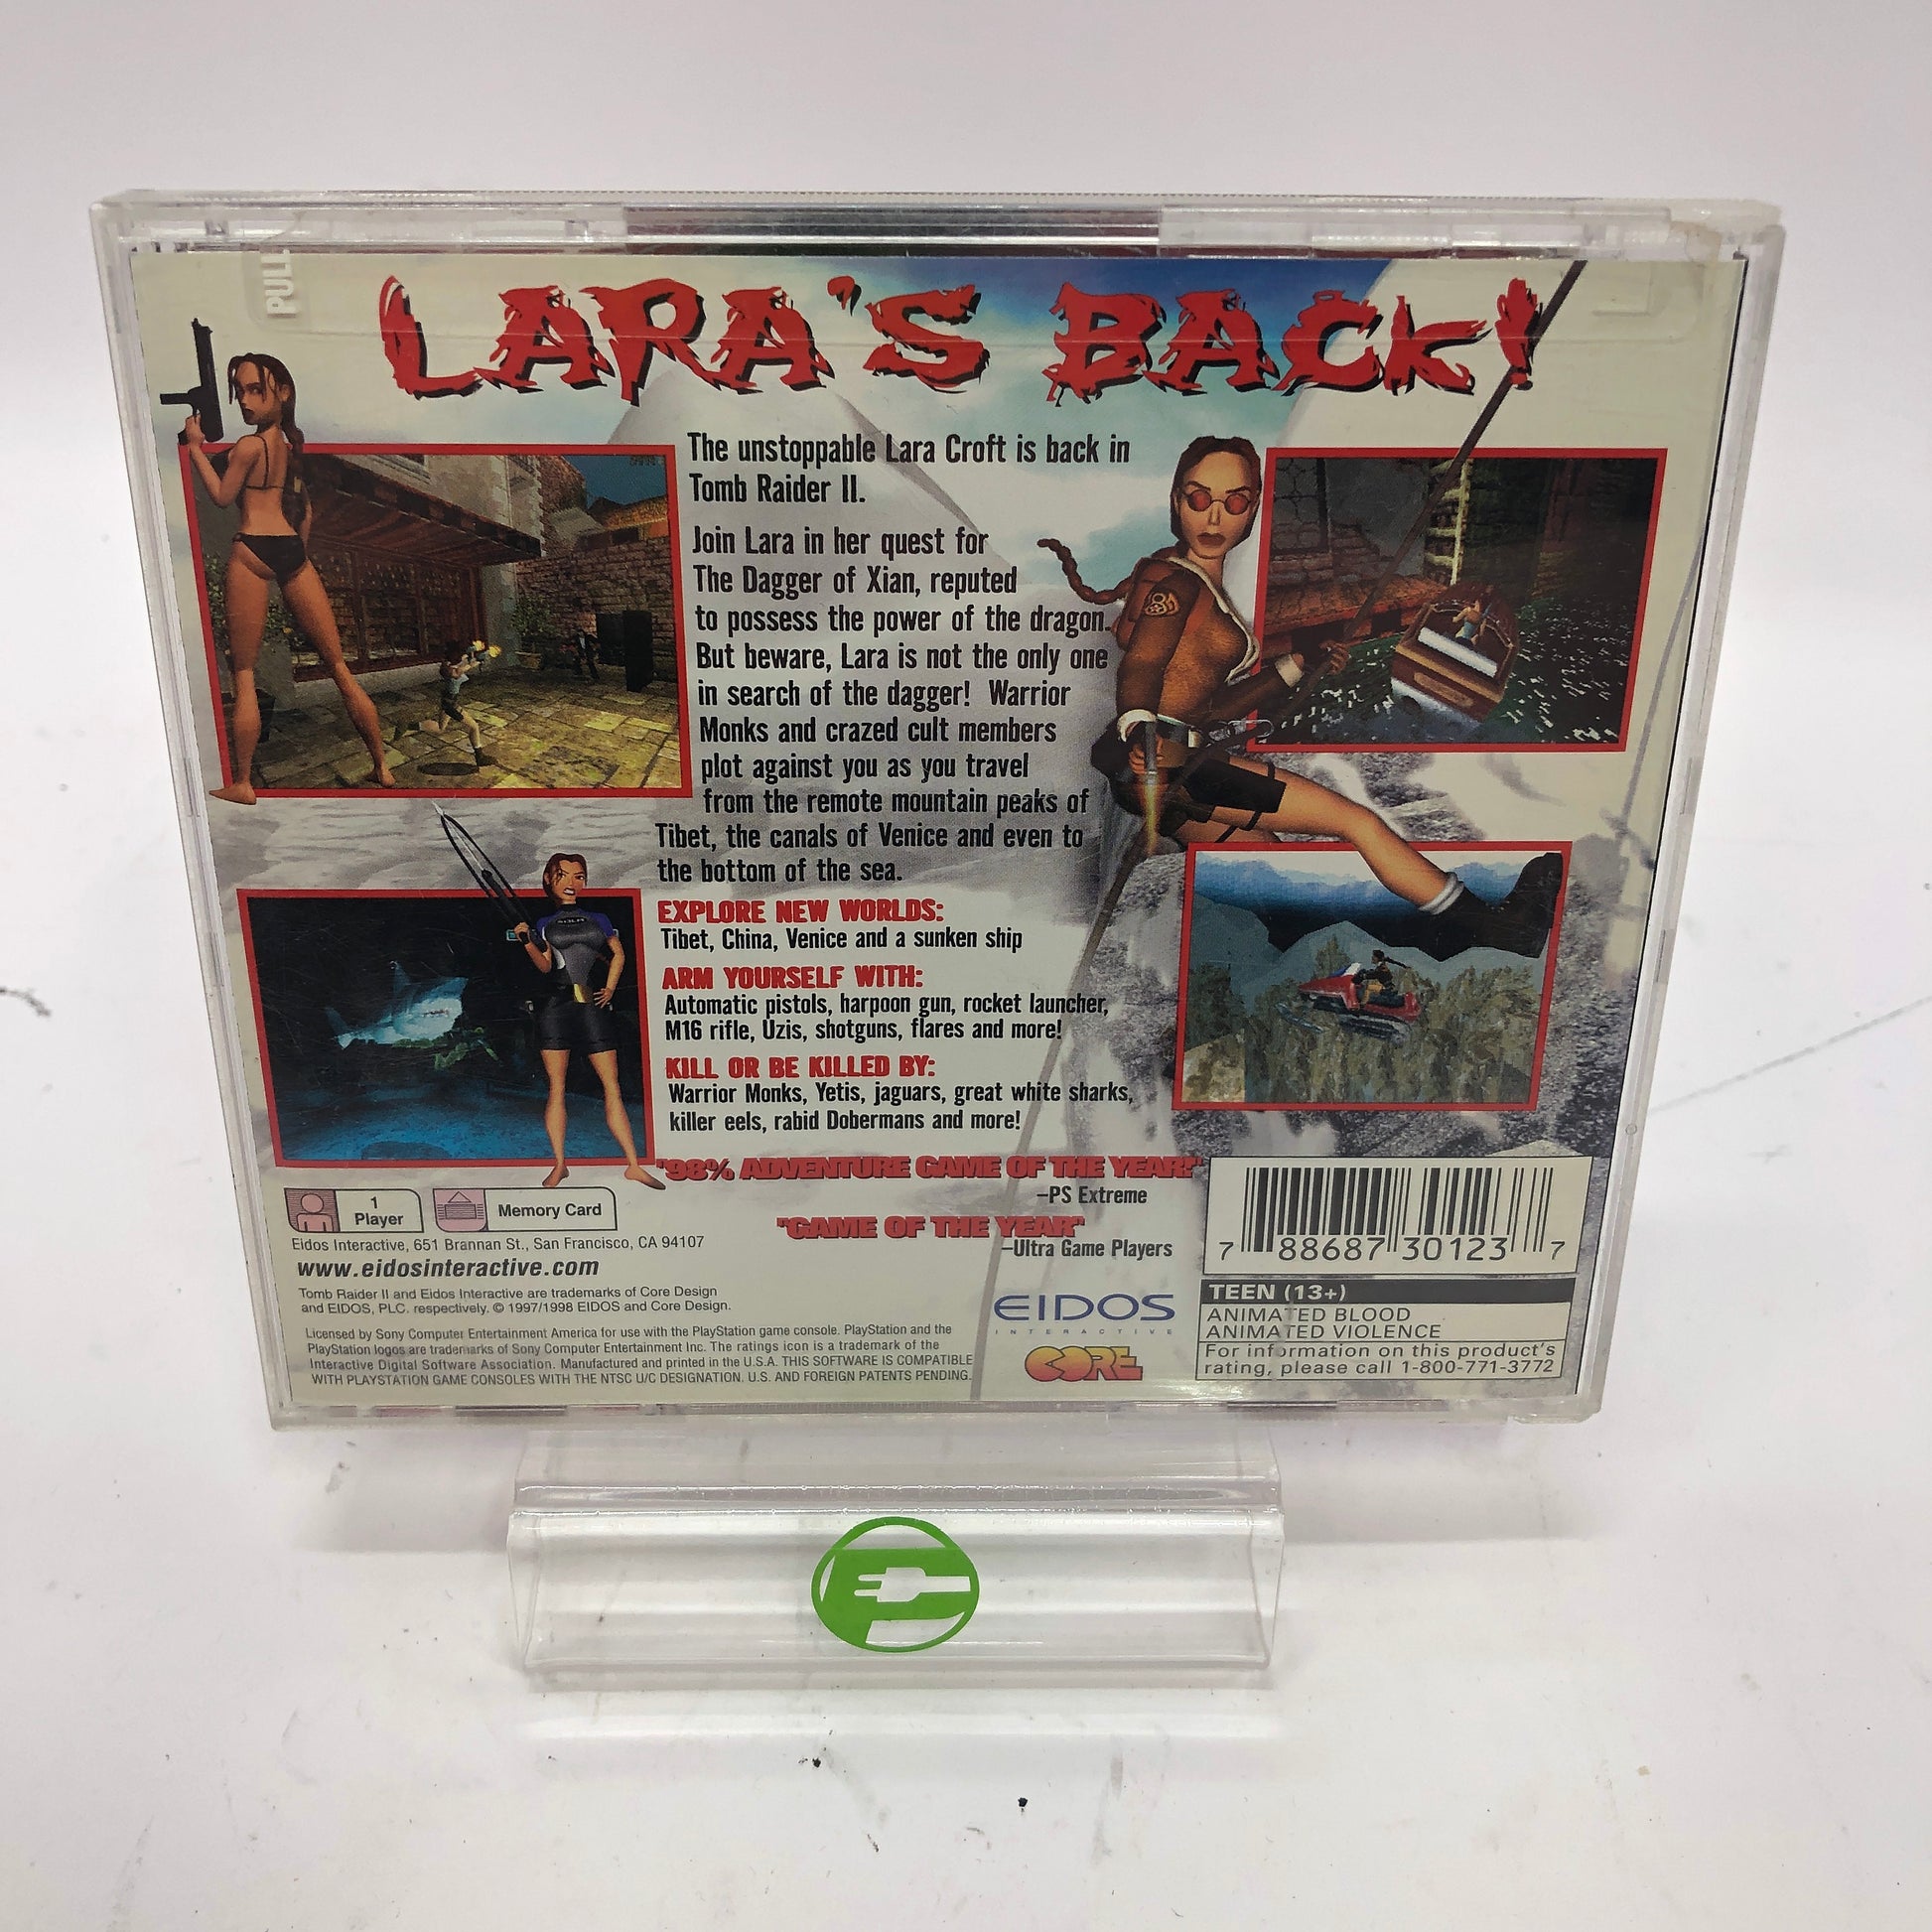 PULL
LARA'S BACK!
The unstoppable Lara Croft is back in
Tomb Raider II.
Join Lara in her quest for
The Dagger of Xian, reputed
to possess the power of the dragon.
But beware, Lara is not the only one
in search of the dagger! Warrior
Monks and crazed cult members
plot against you as you travel
from the remote mountain peaks of
Tibet, the canals of Venice and even to
the bottom of the sea.
EXPLORE NEW WORLDS:
Tibet, China, Venice and a sunken ship
ARM YOURSELF WITH:
Automatic pistols, harpoon gun, rocket launcher,
M16 rifle, Uzis, shotguns, flares and more!
KILL OR BE KILLED BY:
Warrior Monks, Yetis, jaguars, great white sharks,
killer eels, rabid Dobermans and more!
"98% ADVENTURE GAME OF THE YEAR!"
–PS Extreme
"GAME OF THE YEAR"
–Ultra Game Players
1
Player
Memory Card
Eidos Interactive, 651 Brannan St., San Francisco, CA 94107
www.eidosinteractive.com
Tomb Raider II and Eidos Interactive are trademarks of Core Design
and EIDOS, PLC. respectively. © 1997/1998 EIDOS and Core Design.
Licensed by Sony Computer Entertainment America for use with the PlayStation game console. PlayStation and the
PlayStation logos are trademarks of Sony Computer Entertainment Inc. The ratings icon is a trademark of the
Interactive Digital Software Association. Manufactured and printed in the U.S.A. THIS SOFTWARE IS COMPATIBLE
WITH PLAYSTATION GAME CONSOLES WITH THE NTSC U/C DESIGNATION. U.S. AND FOREIGN PATENTS PENDING.
EIDOS
INTERACTIVE
CORE
7 88687 30123 7
TEEN (13+)
ANIMATED BLOOD
ANIMATED VIOLENCE
For information on this product's
rating, please call 1-800-771-3772